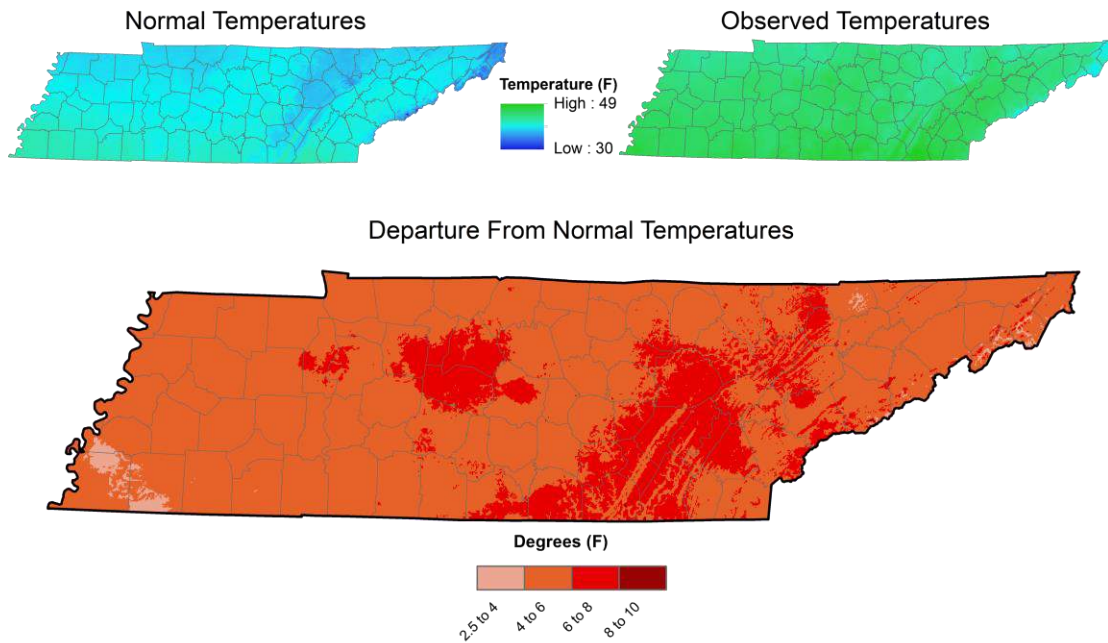 Normal Temperatures
Observed Temperatures
Temperature (F)
High : 49
Low : 30
Departure From Normal Temperatures
Degrees (F)
2.5 to 4
4 to 6
6 to 8
8 to 10